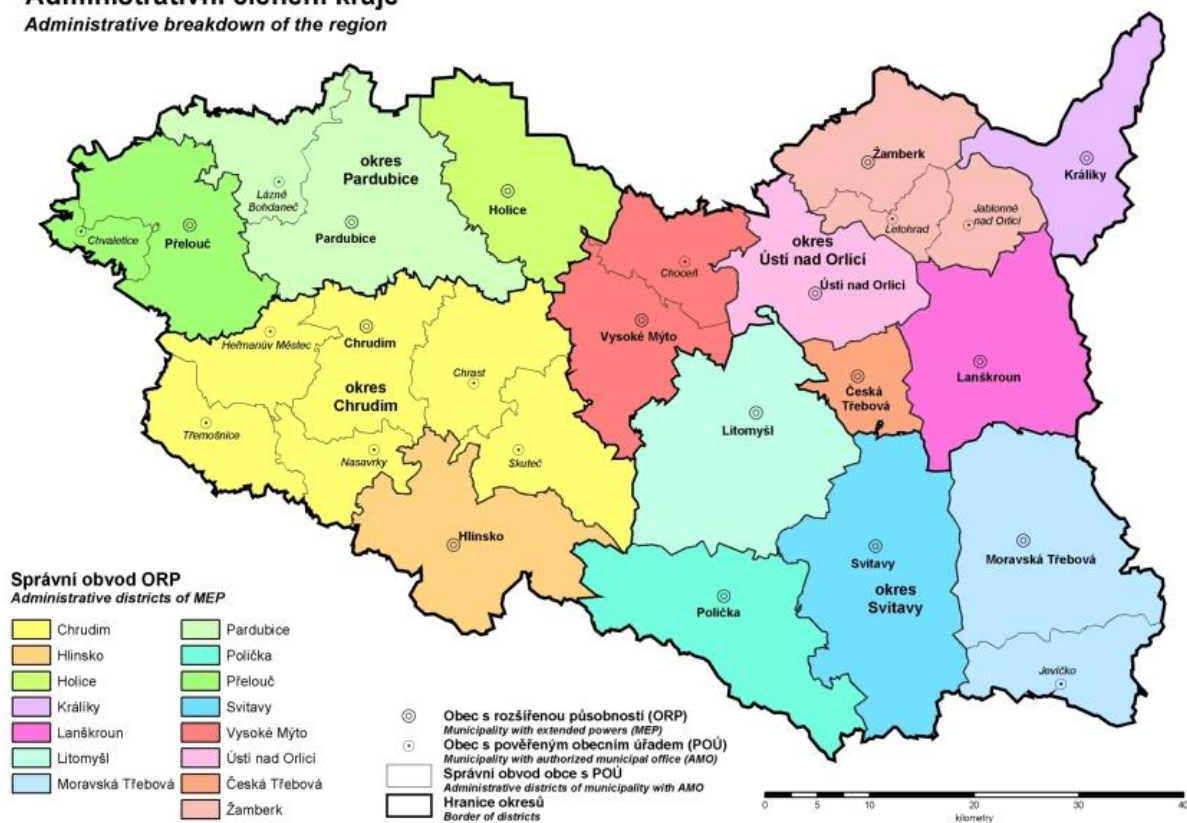 Administrativní členění kraje
Administrative breakdown of the region
Žamberk
Králíky
okres
Pardubice
Lázně
Bohdaneč
Holice
Jablonné
nad Orlicí
Letohrad
Přelouč
Chvaletice
Pardubice
okres
Ústí nad Orlicí
Choceň
Ústí nad Orlicí
Heřmanův Městec
Chrudim
Vysoké Mýto
Lanškroun
Chrast
okres
Chrudim
Česká
Třebová
Litomyšl
Třemošnice
Nasavrky
Skuteč
Hlinsko
Svitavy
Moravská Třebová
okres
Svitavy
Polička
Jevíčko
Správní obvod ORP
Administrative districts of MEP
Chrudim
Hlinsko
Holice
Králíky
Lanškroun
Litomyšl
Moravská Třebová
Pardubice
Polička
Přelouč
Svitavy
Vysoké Mýto
Ústí nad Orlicí
Česká Třebová
Žamberk
Obec s rozšířenou působností (ORP)
Municipality with extended powers (MEP)
Obec s pověřeným obecním úřadem (POÚ)
Municipality with authorized municipal office (AMO)
Správní obvod obce s POÚ
Administrative districts of municipality with AMO
Hranice okresů
Border of districts
0 5 10 20 30 40
kilometry